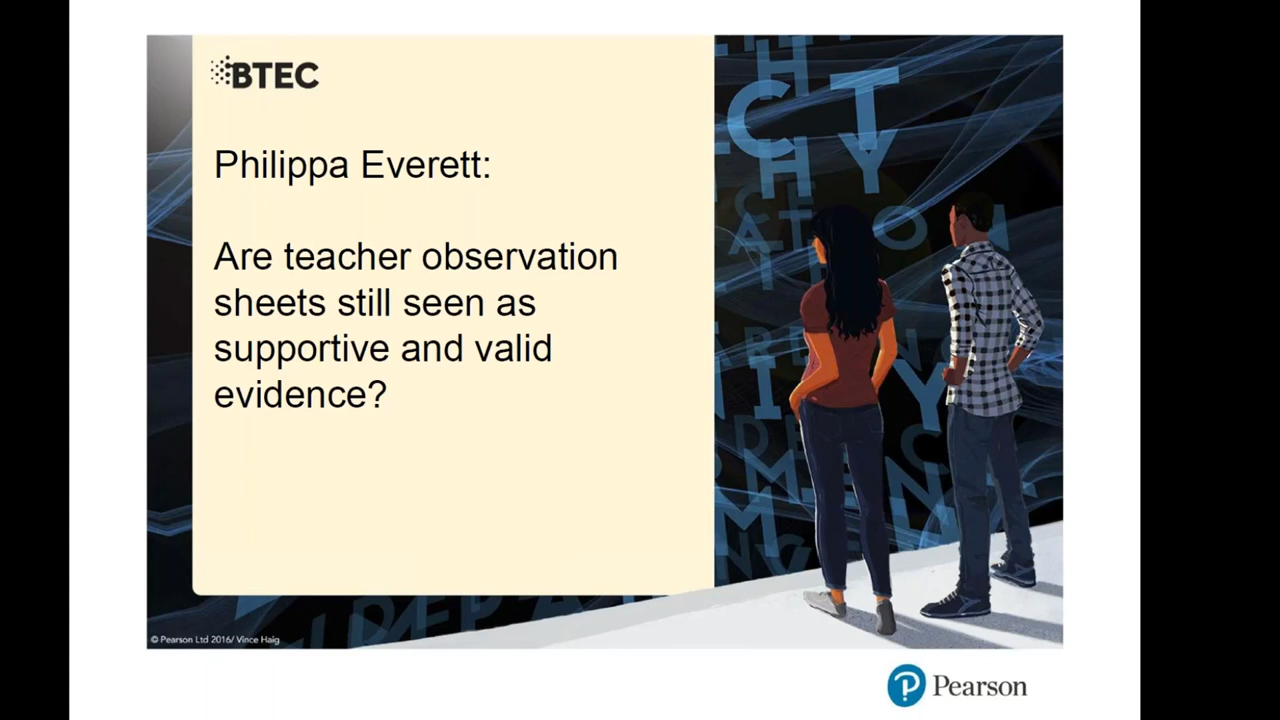 BTEC
Philippa Everett:
Are teacher observation
sheets still seen as
supportive and valid
evidence?
CT
© Pearson Ltd 2016/ Vince Haig
Pearson